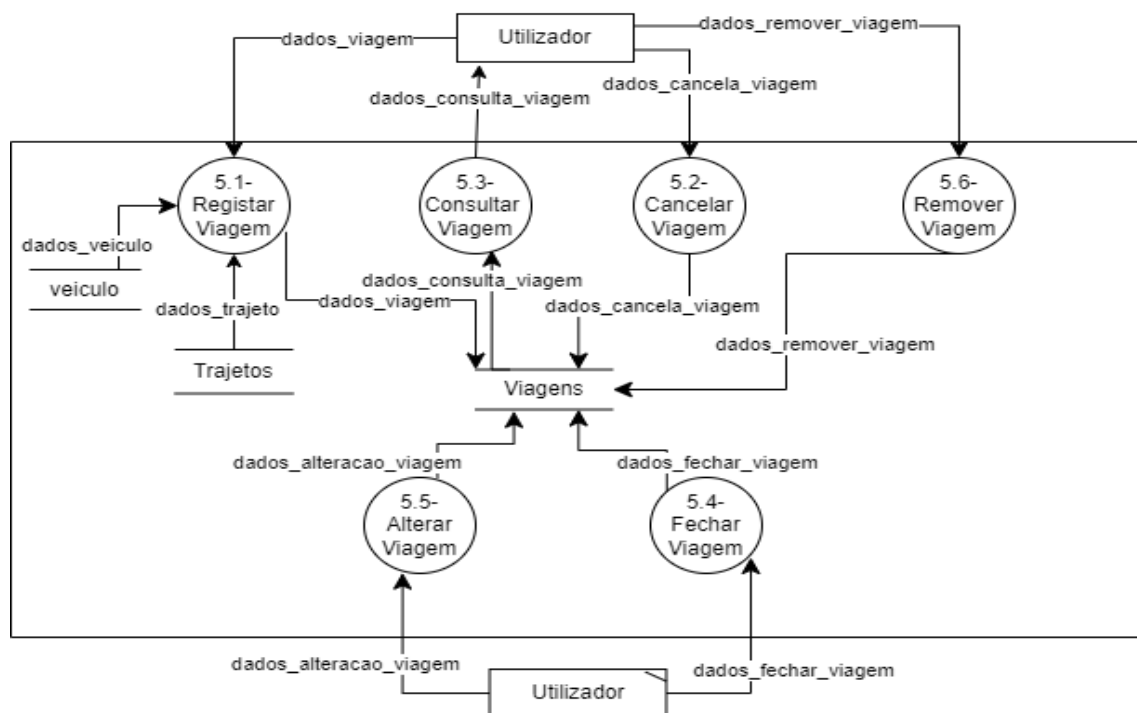 Utilizador
dados_viagem
dados_remover_viagem
dados_consulta_viagem
dados_cancela_viagem
5.1-
Registar
Viagem
5.3-
Consultar
Viagem
5.2-
Cancelar
Viagem
5.6-
Remover
Viagem
dados_veiculo
veiculo
dados_trajeto
Trajetos
dados_consulta_viagem
dados_viagem
dados_cancela_viagem
dados_remover_viagem
Viagens
dados_alteracao_viagem
dados_fechar_viagem
5.5-
Alterar
Viagem
5.4-
Fechar
Viagem
dados_alteracao_viagem
dados_fechar_viagem
Utilizador